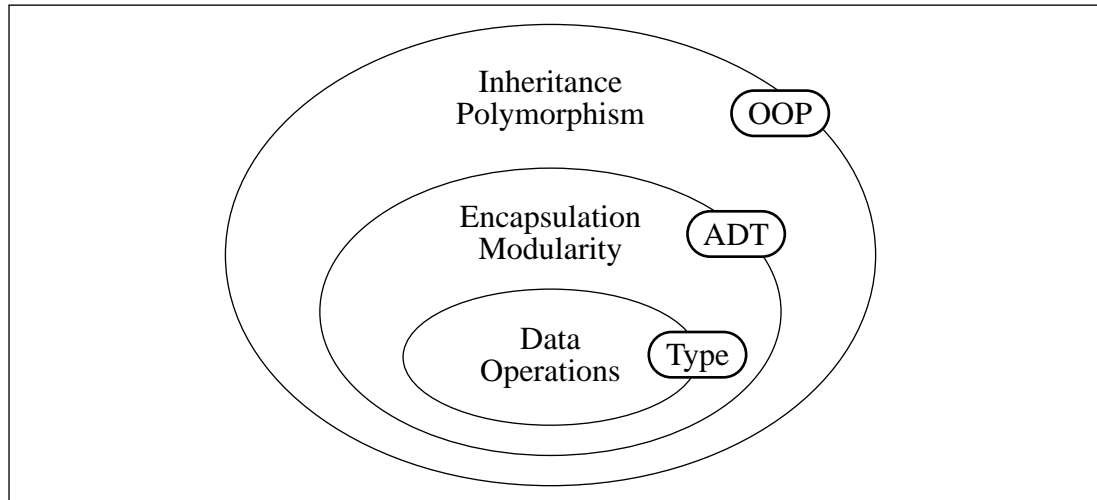 Inheritance
Polymorphism
OOP
Encapsulation
Modularity
ADT
Data
Operations
Type